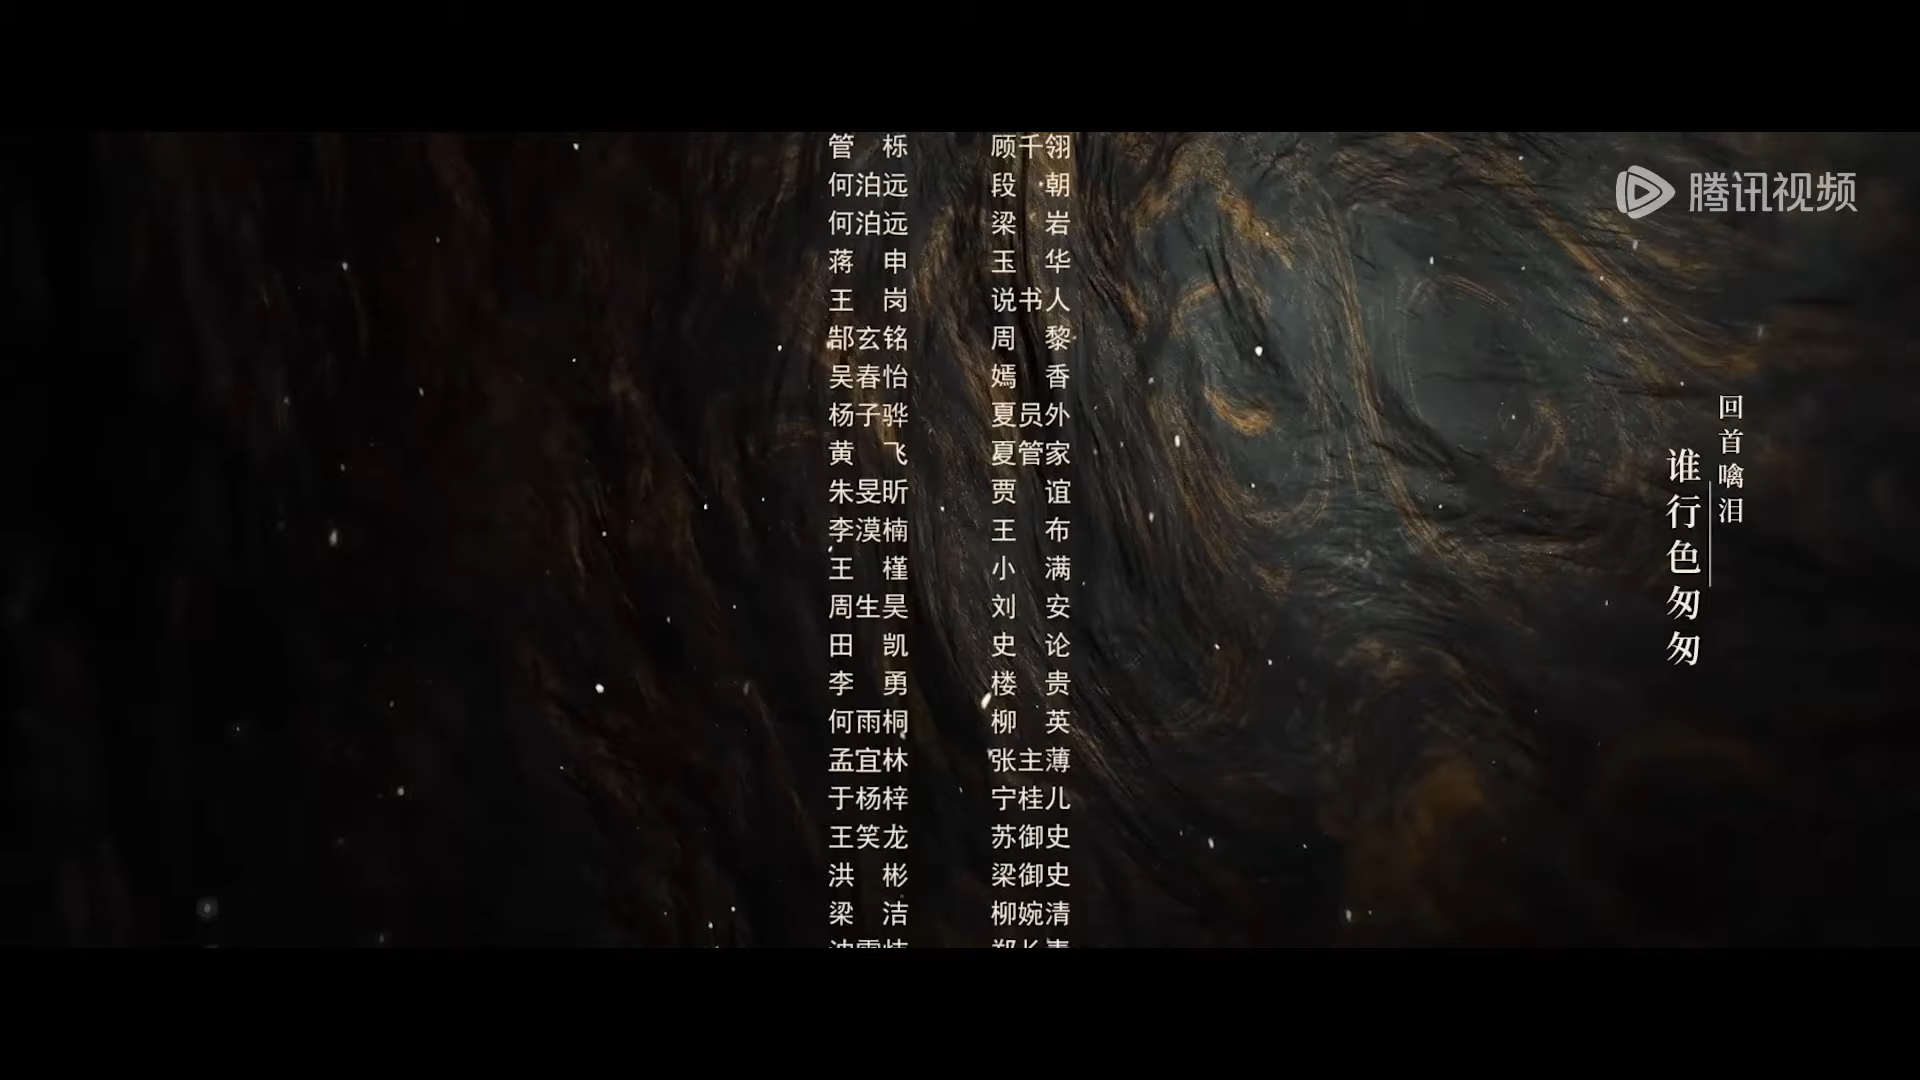 腾讯视频
管栎 顾千翎
何泊远 段朝
何泊远 梁岩
蒋申 玉华
王岗 说书人
郜玄铭 周黎
吴春怡 嫣香
杨子骅 夏员外
黄飞 夏管家
朱旻昕 贾谊
李漠楠 王布
王槿 小满
周生昊 刘安
田凯 史论
李勇 楼贵
何雨桐 柳英
孟宜林 张主薄
于杨梓 宁桂儿
王笑龙 苏御史
洪彬 梁御史
梁洁 柳婉清
回首噙泪
谁行色匆匆